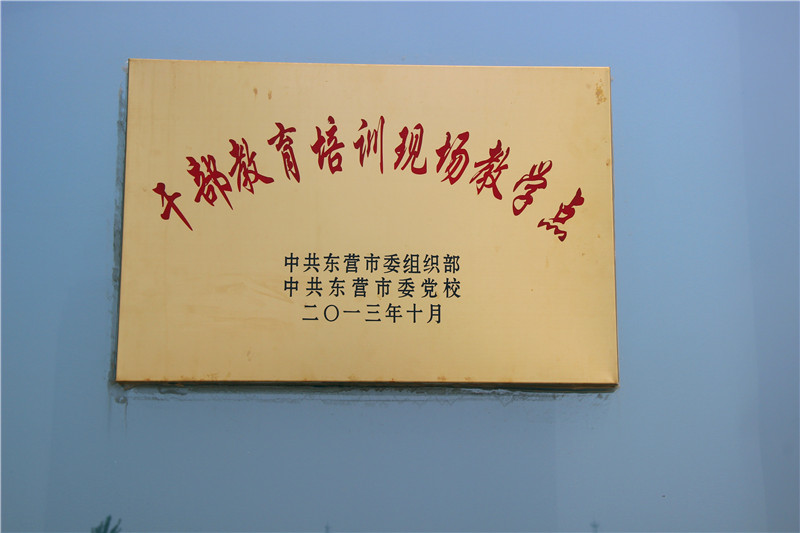 干部教育培训现场教学点
中共东营市委组织部
中共东营市委党校
二〇一三年十月